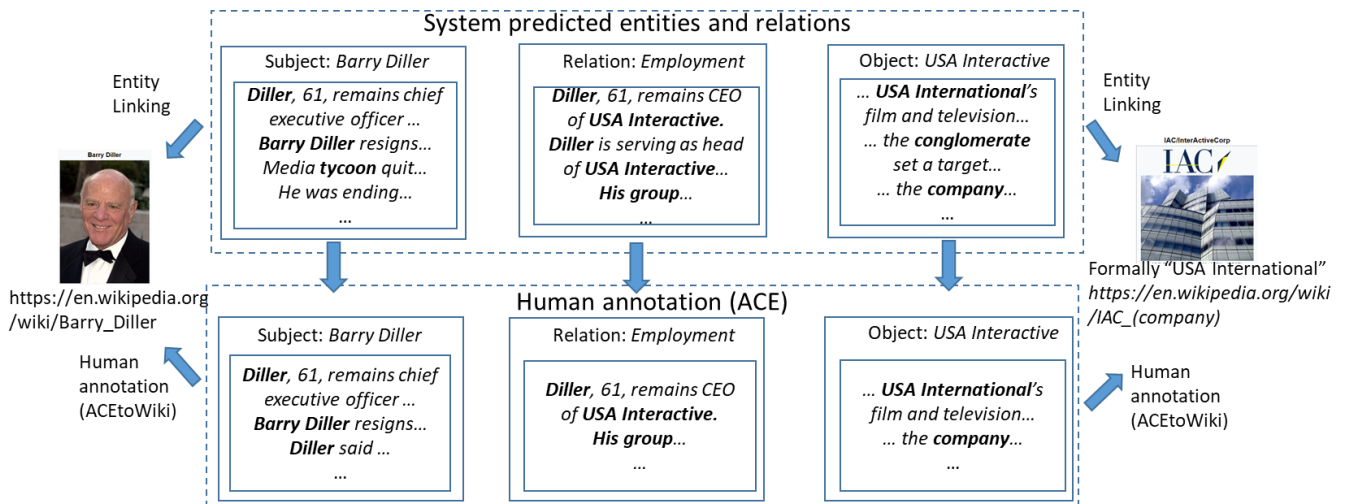 System predicted entities and relations
Entity
Linking
Subject: Barry Diller
Diller, 61, remains chief
executive officer ...
Barry Diller resigns...
Media tycoon quit...
He was ending...
...
Relation: Employment
Diller, 61, remains CEO
of USA Interactive.
Diller is serving as head
of USA Interactive...
His group...
...
Object: USA Interactive
... USA International's
film and television...
... the conglomerate
set a target...
... the company...
...
Entity
Linking
Barry Diller
https://en.wikipedia.org
/wiki/Barry_Diller
IAC/InterActiveCorp
IAC
Formally “USA International”
https://en.wikipedia.org/wiki
/IAC_(company)
Human annotation (ACE)
Human
annotation
(ACEtoWiki)
Subject: Barry Diller
Diller, 61, remains chief
executive officer ...
Barry Diller resigns...
Diller said ...
...
Relation: Employment
Diller, 61, remains CEO
of USA Interactive.
His group...
...
Object: USA Interactive
... USA International's
film and television...
... the company...
...
Human
annotation
(ACEtoWiki)